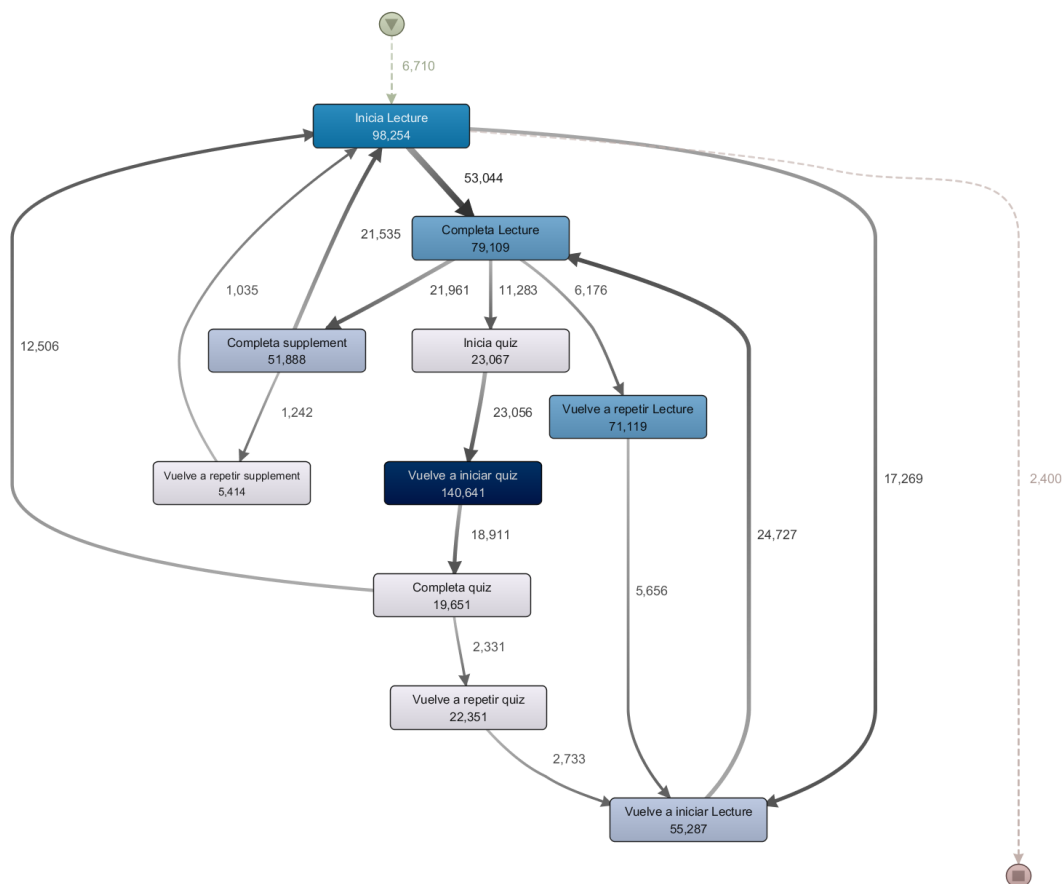 6,710
Inicia Lecture
98,254
53,044
Completa Lecture
79,109
21,535
21,961
11,283
6,176
1,035
12,506
Completa supplement
51,888
Inicia quiz
23,067
1,242
23,056
Vuelve a repetir Lecture
71,119
Vuelve a repetir supplement
5,414
Vuelve a iniciar quiz
140,641
17,269
2,400
18,911
24,727
Completa quiz
19,651
5,656
2,331
Vuelve a repetir quiz
22,351
2,733
Vuelve a iniciar Lecture
55,287